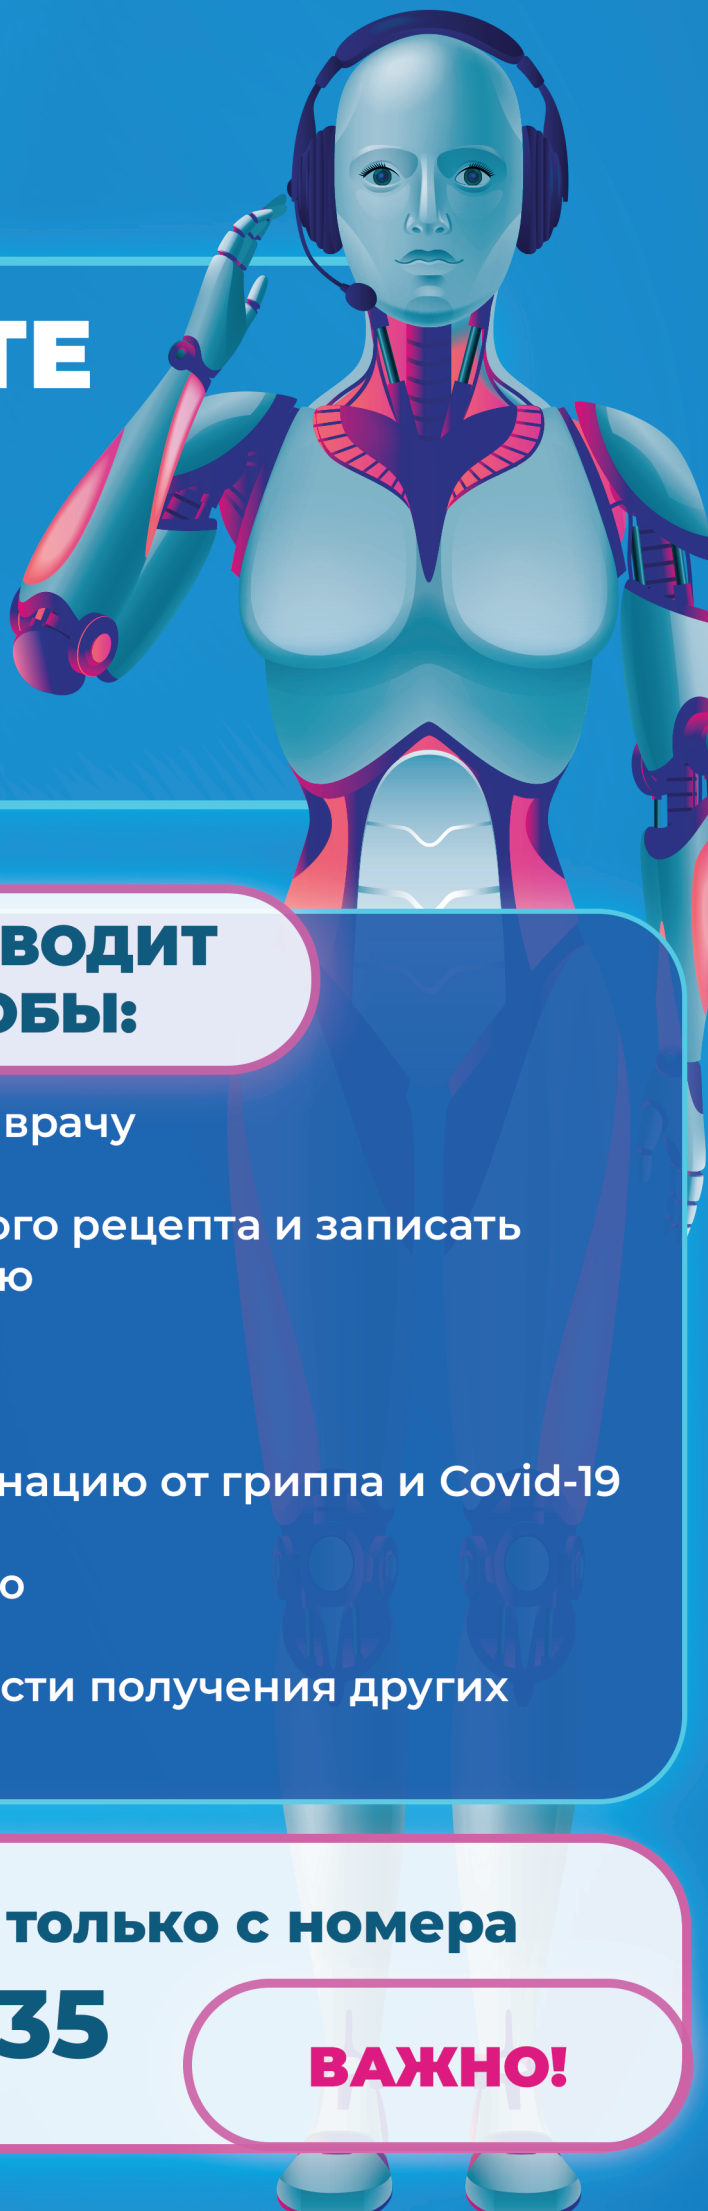 ТЕ
ВОДИТ
ОБЫ:
врачу
ого рецепта и записать
ю
нацию от гриппа и Covid-19
о
сти получения других
только с номера
35
ВАЖНО!